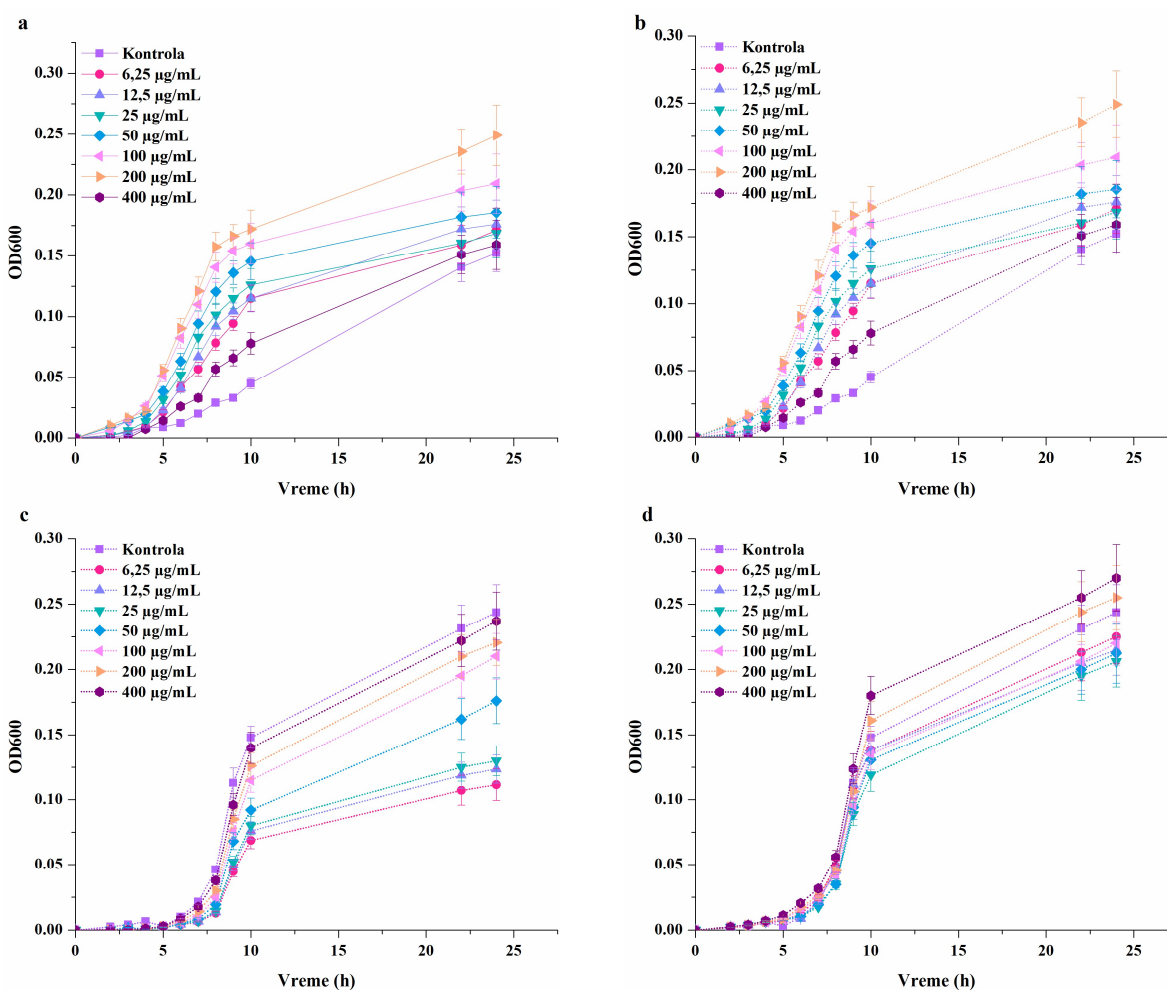 a
OD600
0.30
0.25
0.20
0.15
0.10
0.05
0.00
Kontrola
6,25 µg/mL
12,5 µg/mL
25 µg/mL
50 µg/mL
100 µg/mL
200 µg/mL
400 µg/mL
0 5 10 15 20 25
Vreme (h)
b
OD600
0.30
0.25
0.20
0.15
0.10
0.05
0.00
Kontrola
6,25 µg/mL
12,5 µg/mL
25 µg/mL
50 µg/mL
100 µg/mL
200 µg/mL
400 µg/mL
0 5 10 15 20 25
Vreme (h)
c
OD600
0.30
0.25
0.20
0.15
0.10
0.05
0.00
Kontrola
6,25 µg/mL
12,5 µg/mL
25 µg/mL
50 µg/mL
100 µg/mL
200 µg/mL
400 µg/mL
0 5 10 15 20 25
Vreme (h)
d
OD600
0.30
0.25
0.20
0.15
0.10
0.05
0.00
Kontrola
6,25 µg/mL
12,5 µg/mL
25 µg/mL
50 µg/mL
100 µg/mL
200 µg/mL
400 µg/mL
0 5 10 15 20 25
Vreme (h)